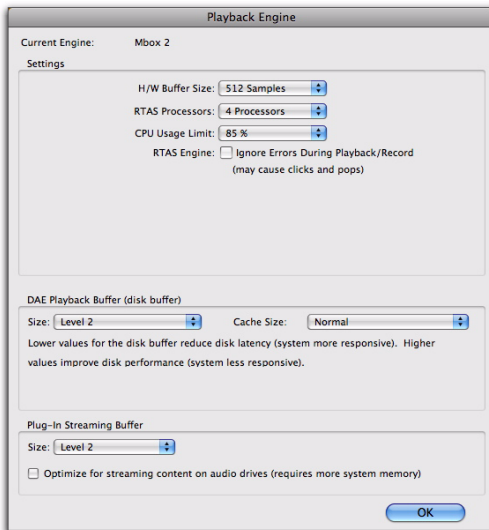 Playback Engine
Current Engine: Mbox 2
Settings
H/W Buffer Size: 512 Samples
RTAS Processors: 4 Processors
CPU Usage Limit: 85 %
RTAS Engine: Ignore Errors During Playback/Record
(may cause clicks and pops)
DAE Playback Buffer (disk buffer)
Size: Level 2 Cache Size: Normal
Lower values for the disk buffer reduce disk latency (system more responsive). Higher
values improve disk performance (system less responsive).
Plug-In Streaming Buffer
Size: Level 2
Optimize for streaming content on audio drives (requires more system memory)
OK